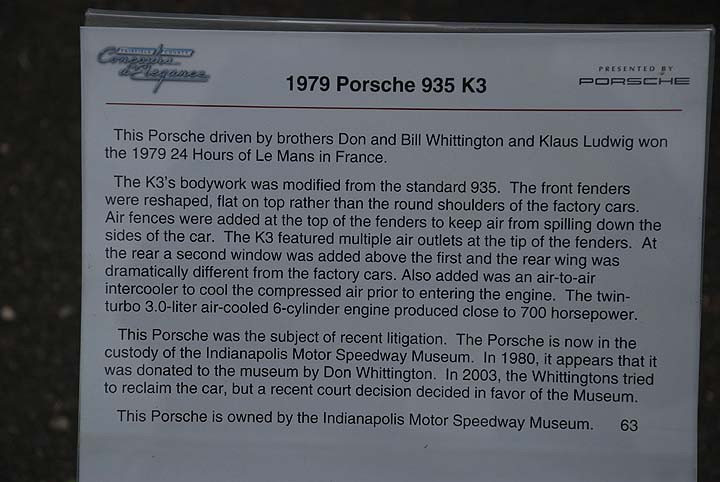 FAIRFIELD COUNTY
Concours
d'Elegance
1979 Porsche 935 K3
PRESENTED BY
PORSCHE
This Porsche driven by brothers Don and Bill Whittington and Klaus Ludwig won
the 1979 24 Hours of Le Mans in France.
The K3's bodywork was modified from the standard 935. The front fenders
were reshaped, flat on top rather than the round shoulders of the factory cars.
Air fences were added at the top of the fenders to keep air from spilling down the
sides of the car. The K3 featured multiple air outlets at the tip of the fenders. At
the rear a second window was added above the first and the rear wing was
dramatically different from the factory cars. Also added was an air-to-air
intercooler to cool the compressed air prior to entering the engine. The twin-
turbo 3.0-liter air-cooled 6-cylinder engine produced close to 700 horsepower.
This Porsche was the subject of recent litigation. The Porsche is now in the
custody of the Indianapolis Motor Speedway Museum. In 1980, it appears that it
was donated to the museum by Don Whittington. In 2003, the Whittingtons tried
to reclaim the car, but a recent court decision decided in favor of the Museum.
This Porsche is owned by the Indianapolis Motor Speedway Museum. 63